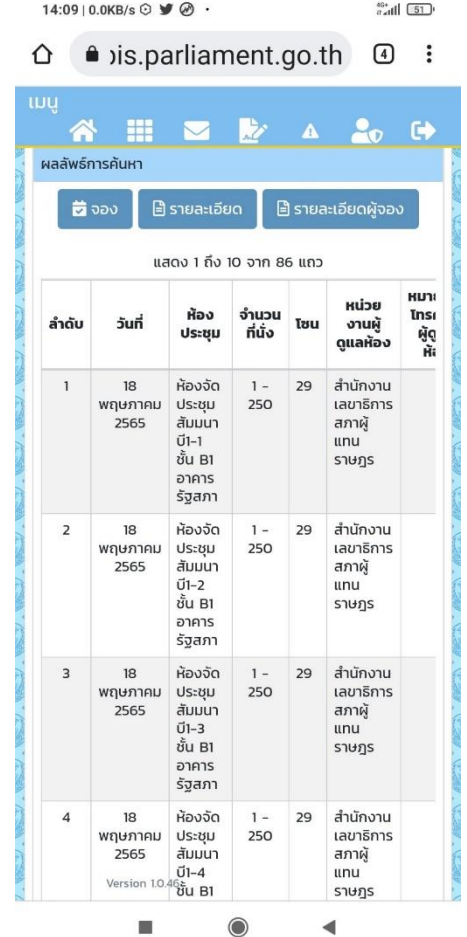 14:09 | 0.0KB/s
4G+ 51
ois.parliament.go.th 4
เมนู
ผลลัพธ์การค้นหา
จอง รายละเอียด รายละเอียดผู้จอง
แสดง 1 ถึง 10 จาก 86 แถว
ลำดับ วันที่ ห้องประชุม จำนวนที่นั่ง โซน หน่วยงานผู้ดูแลห้อง
1 18 ห้องจัด 1 - 29 สำนักงาน
พฤษภาคม ประชุม 250 เลขาธิการ
2565 สัมมนา สภาผู้
บี1-1 แทน
ชั้น B1 ราษฎร
อาคาร
รัฐสภา
2 18 ห้องจัด 1 - 29 สำนักงาน
พฤษภาคม ประชุม 250 เลขาธิการ
2565 สัมมนา สภาผู้
บี1-2 แทน
ชั้น B1 ราษฎร
อาคาร
รัฐสภา
3 18 ห้องจัด 1 - 29 สำนักงาน
พฤษภาคม ประชุม 250 เลขาธิการ
2565 สัมมนา สภาผู้
บี1-3 แทน
ชั้น B1 ราษฎร
อาคาร
รัฐสภา
4 18 ห้องจัด 1 - 29 สำนักงาน
พฤษภาคม ประชุม 250 เลขาธิการ
2565 สัมมนา สภาผู้
บี1-4 แทน
Version 1.0.46 ชั้น B1 ราษฎร